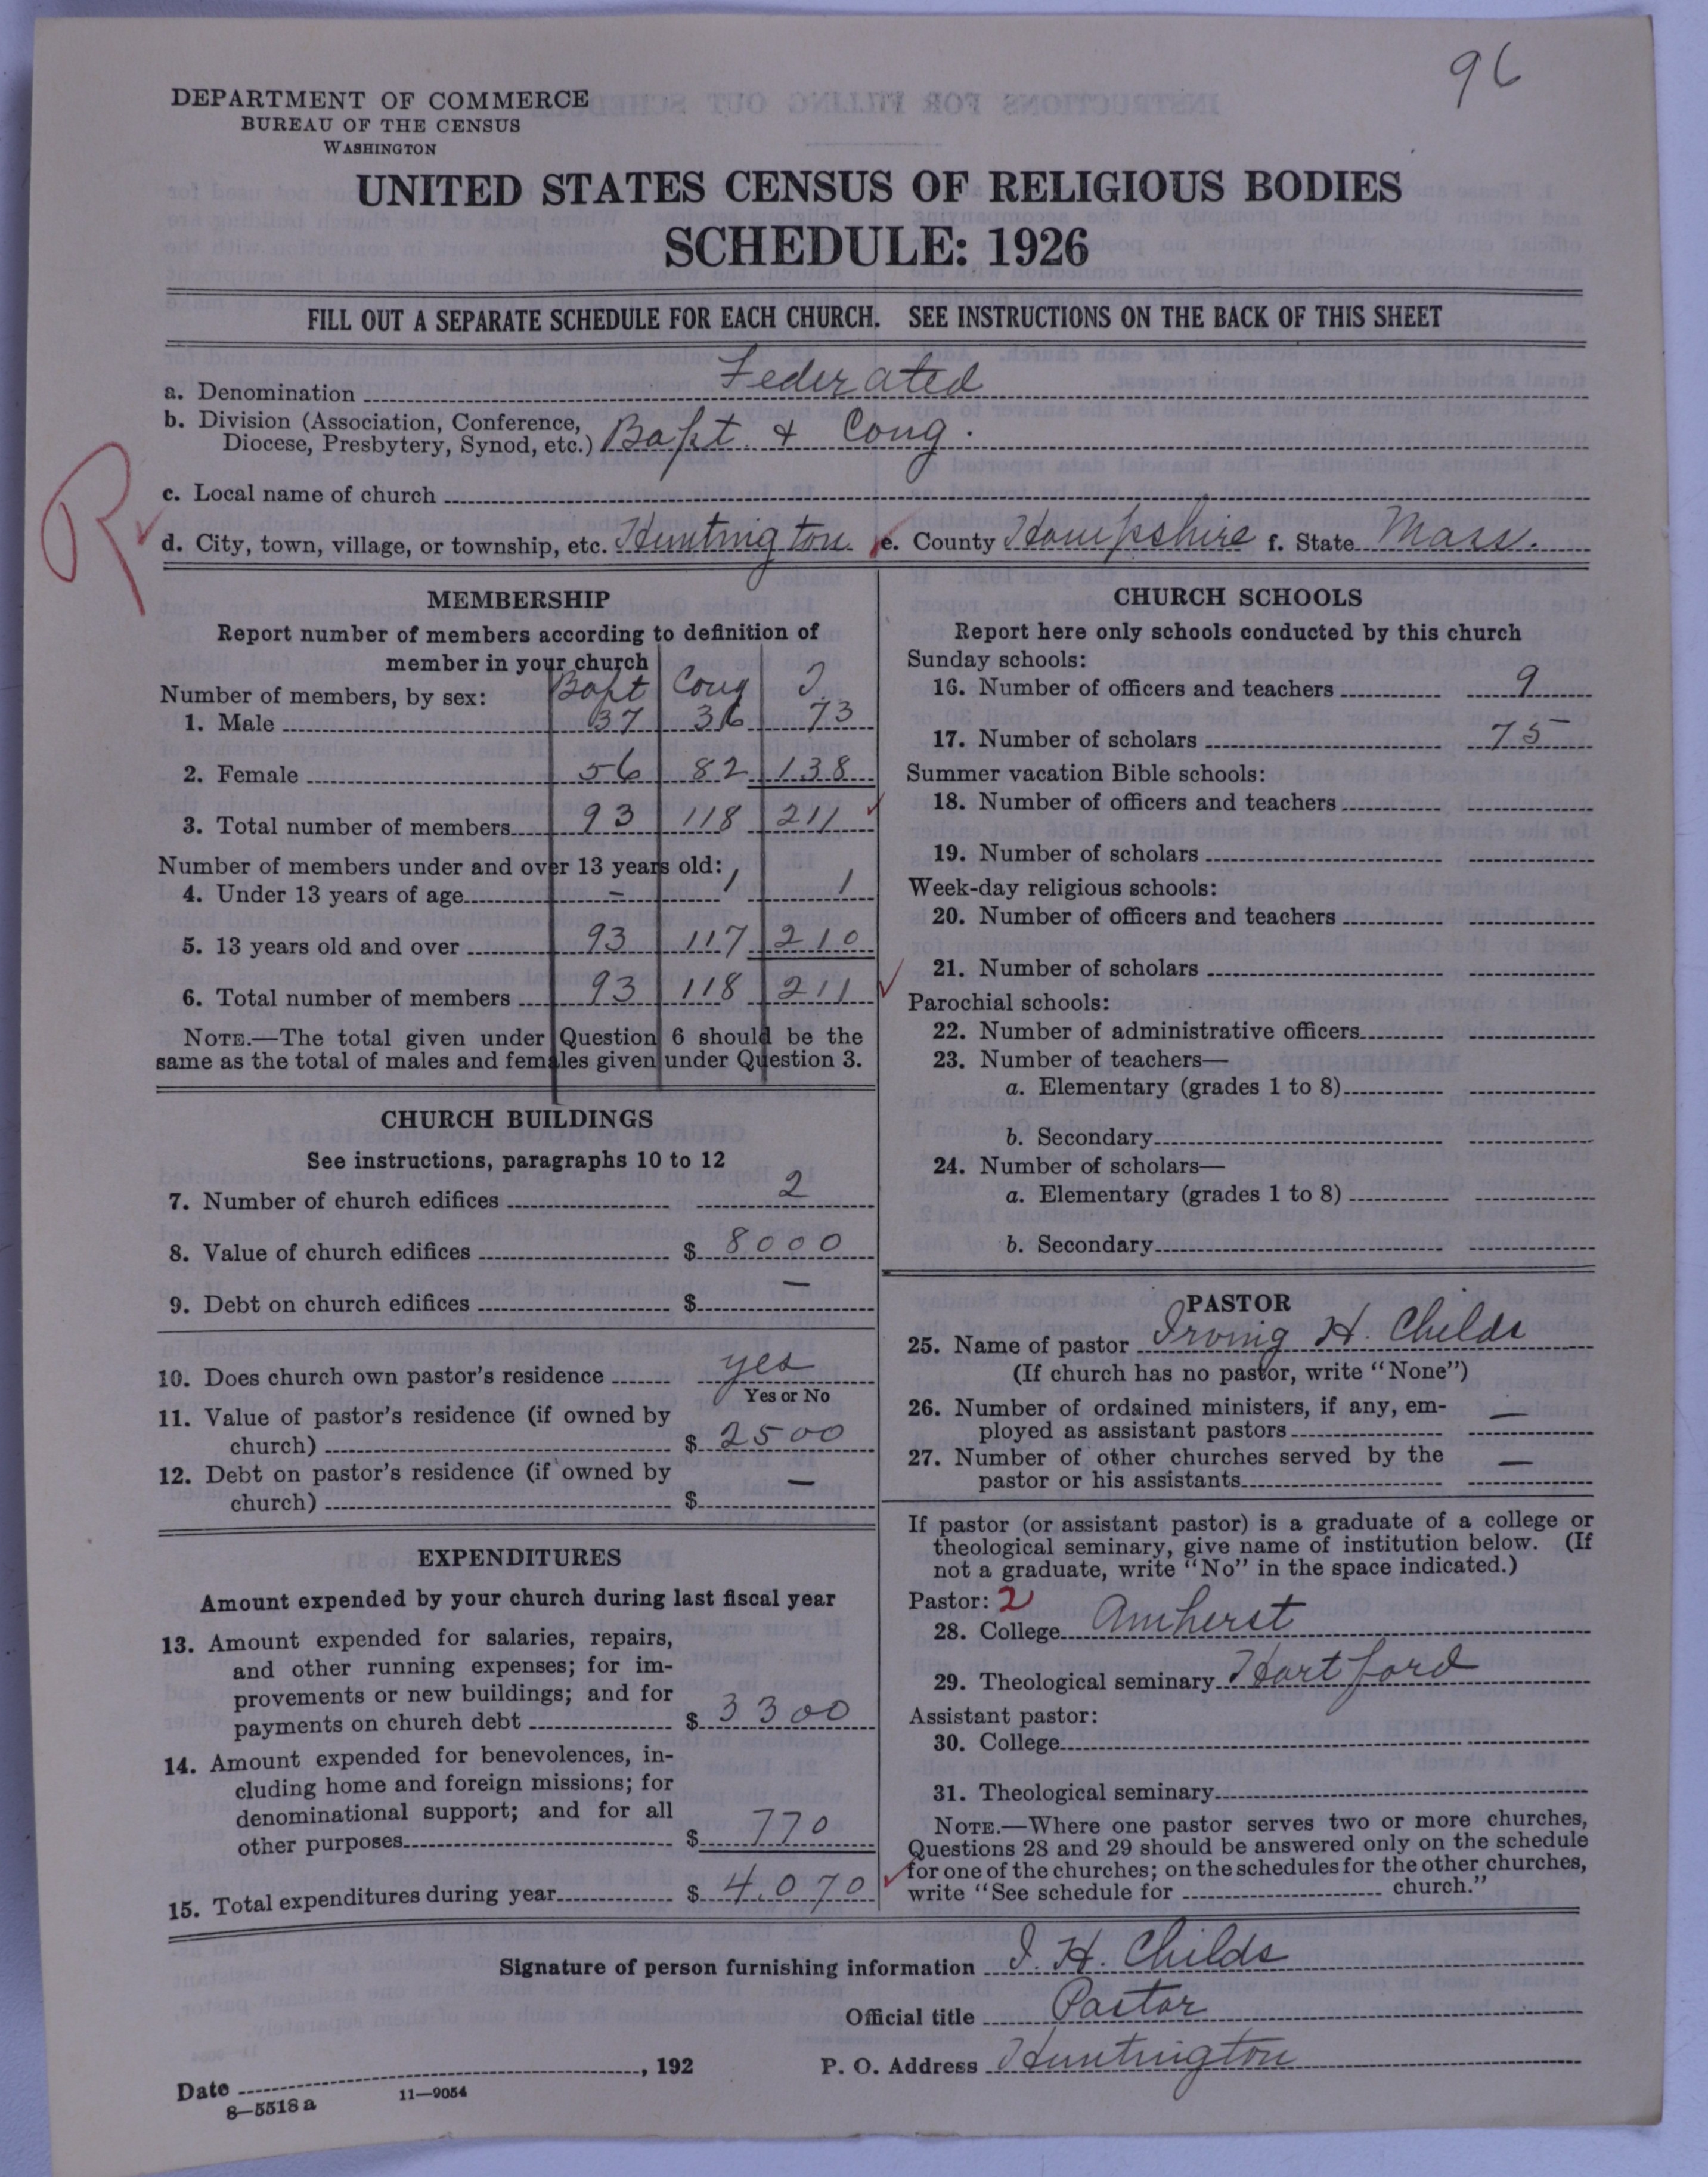 96
DEPARTMENT OF COMMERCE
BUREAU OF THE CENSUS
WASHINGTON
UNITED STATES CENSUS OF RELIGIOUS BODIES
SCHEDULE: 1926
FILL OUT A SEPARATE SCHEDULE FOR EACH CHURCH. SEE INSTRUCTIONS ON THE BACK OF THIS SHEET
a. Denomination Federated
b. Division (Association, Conference,
Diocese, Presbytery, Synod, etc.) Bapt. & Cong.
R
c. Local name of church
d. City, town, village, or township, etc. Huntington e. County Hampshire f. State Mass.
MEMBERSHIP
Report number of members according to definition of
member in your church
Bapt Cong
Number of members, by sex:
1. Male 37 36 73
2. Female 56 82 138
3. Total number of members 93 118 211
Number of members under and over 13 years old:
4. Under 13 years of age - 1 1
5. 13 years old and over 93 117 210
6. Total number of members 93 118 211
NOTE.—The total given under Question 6 should be the
same as the total of males and females given under Question 3.
CHURCH BUILDINGS
See instructions, paragraphs 10 to 12
7. Number of church edifices 2
8. Value of church edifices $ 8000
9. Debt on church edifices $ —
10. Does church own pastor's residence yes
Yes or No
11. Value of pastor's residence (if owned by
church) $ 2500
12. Debt on pastor's residence (if owned by
church) $ —
EXPENDITURES
Amount expended by your church during last fiscal year
13. Amount expended for salaries, repairs,
and other running expenses; for im-
provements or new buildings; and for
payments on church debt $ 3300
14. Amount expended for benevolences, in-
cluding home and foreign missions; for
denominational support; and for all
other purposes $ 770
15. Total expenditures during year $ 4.070
CHURCH SCHOOLS
Report here only schools conducted by this church
Sunday schools:
16. Number of officers and teachers 9
17. Number of scholars 75
Summer vacation Bible schools:
18. Number of officers and teachers
19. Number of scholars
Week-day religious schools:
20. Number of officers and teachers
21. Number of scholars
Parochial schools:
22. Number of administrative officers
23. Number of teachers—
a. Elementary (grades 1 to 8)
b. Secondary
24. Number of scholars—
a. Elementary (grades 1 to 8)
b. Secondary
PASTOR
25. Name of pastor Irving H. Childs
(If church has no pastor, write "None")
26. Number of ordained ministers, if any, em-
ployed as assistant pastors —
27. Number of other churches served by the
pastor or his assistants —
If pastor (or assistant pastor) is a graduate of a college or
theological seminary, give name of institution below. (If
not a graduate, write "No" in the space indicated.)
Pastor: 2
28. College Amherst
29. Theological seminary Hartford
Assistant pastor:
30. College
31. Theological seminary
NOTE.—Where one pastor serves two or more churches,
Questions 28 and 29 should be answered only on the schedule
for one of the churches; on the schedules for the other churches,
write "See schedule for church."
Signature of person furnishing information I. H. Childs
Official title Pastor
Date , 192 P. O. Address Huntington
8—5518 a 11—9054